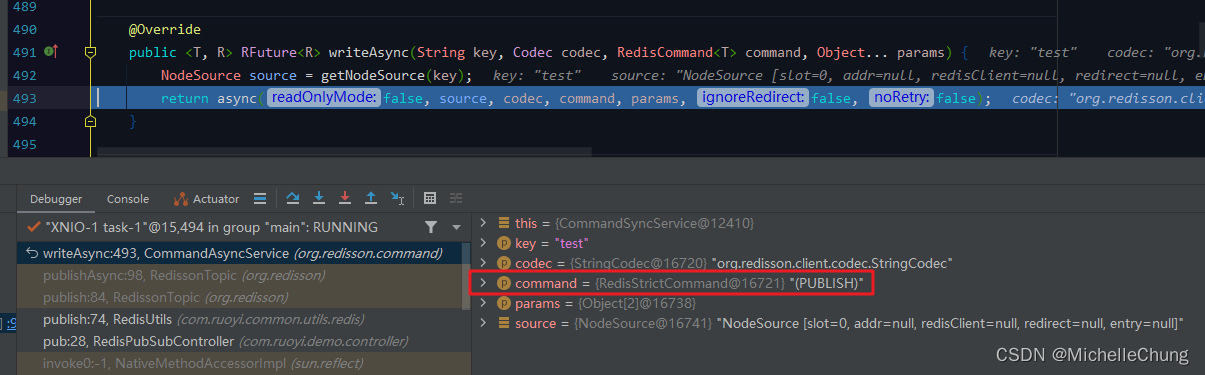 489
490 @Override
491 public <T, R> RFuture<R> writeAsync(String key, Codec codec, RedisCommand<T> command, Object... params) { key: "test" codec: "org.
492 NodeSource source = getNodeSource(key); key: "test" source: "NodeSource [slot=0, addr=null, redisClient=null, redirect=null, en
493 return async( readOnlyMode: false, source, codec, command, params, ignoreRedirect: false, noRetry: false); codec: "org.redisson.clie
494 }
495
Debugger Console Actuator
"XNIO-1 task-1"@15,494 in group "main": RUNNING
writeAsync:493, CommandAsyncService (org.redisson.command)
publishAsync:98, RedissonTopic (org.redisson)
publish:84, RedissonTopic (org.redisson)
publish:74, RedisUtils (com.ruoyi.common.utils.redis)
pub:28, RedisPubSubController (com.ruoyi.demo.controller)
invoke0:-1, NativeMethodAccessorImpl (sun.reflect)
this = {CommandSyncService@12410}
key = "test"
codec = {StringCodec@16720} "org.redisson.client.codec.StringCodec"
command = {RedisStrictCommand@16721} "(PUBLISH)"
params = {Object[2]@16738}
source = {NodeSource@16741} "NodeSource [slot=0, addr=null, redisClient=null, redirect=null, entry=null]"
CSDN @MichelleChung